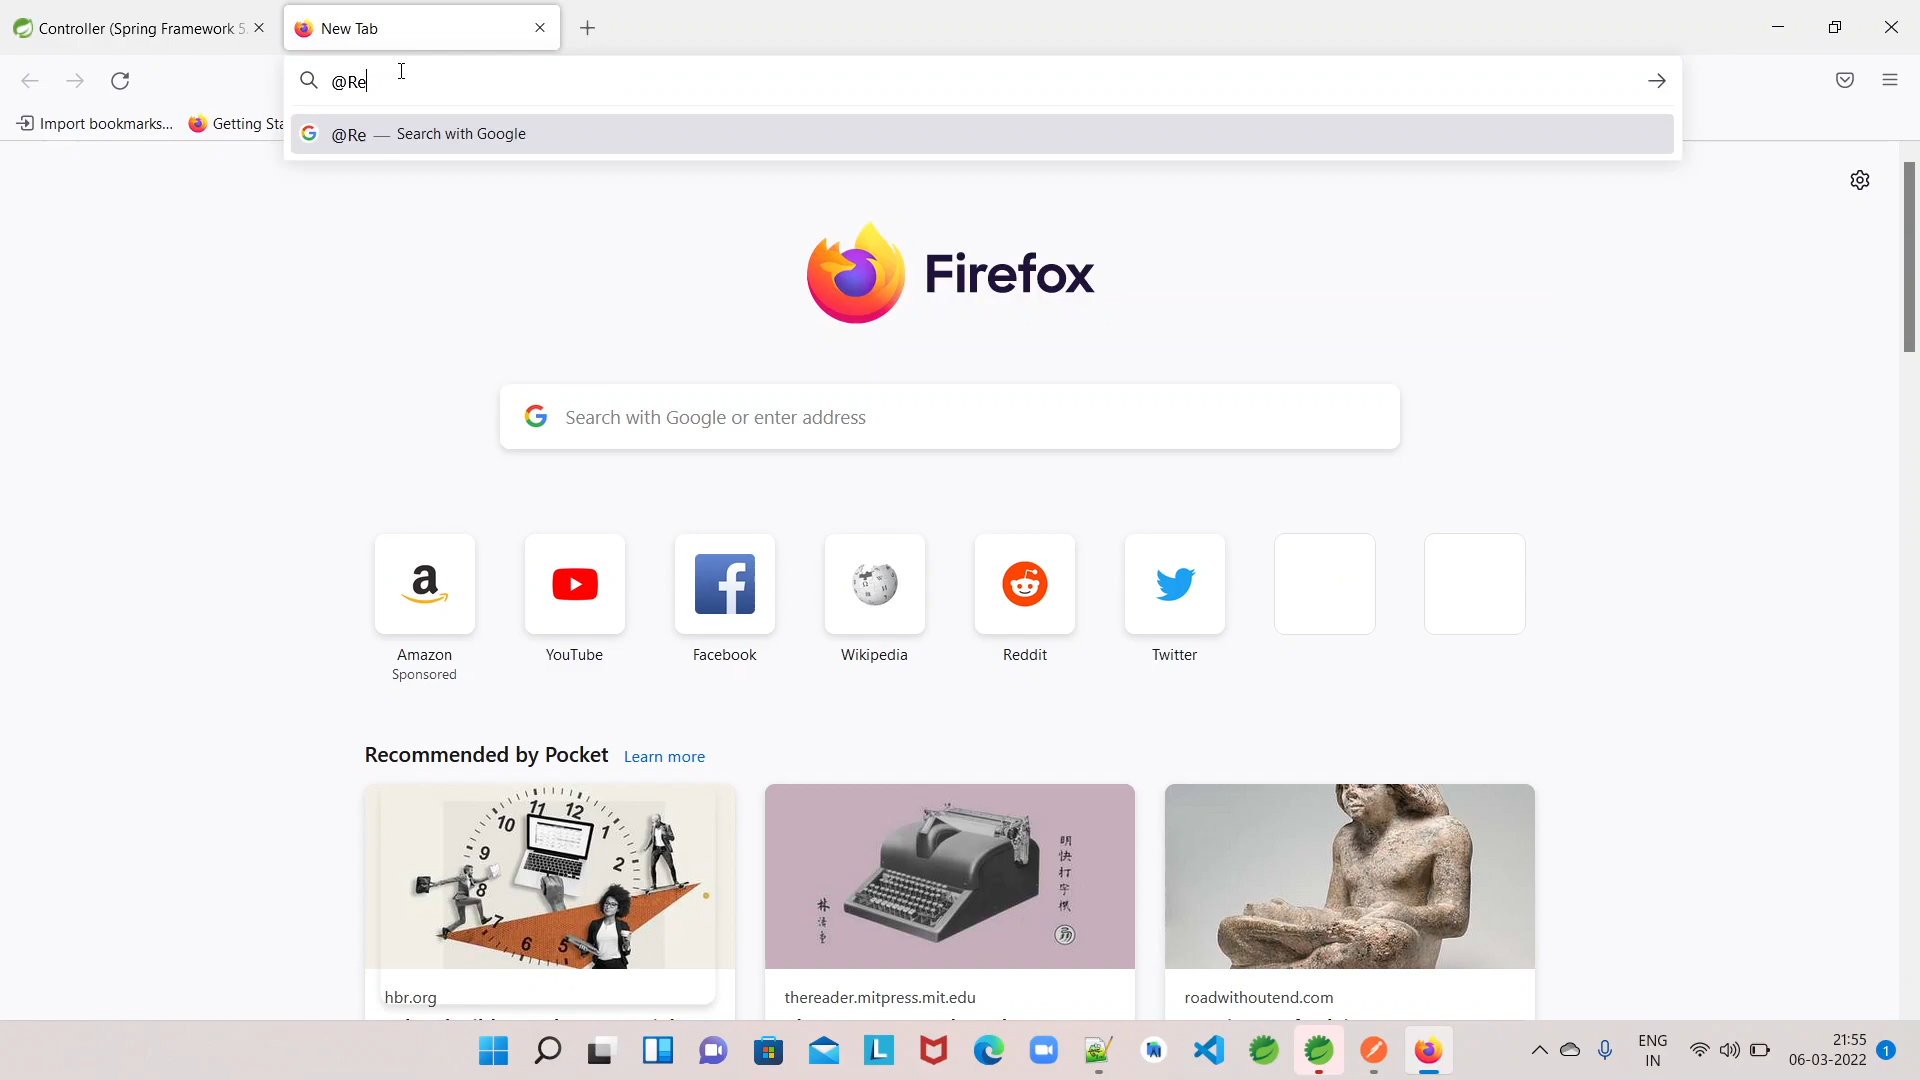 Controller (Spring Framework 5.
New Tab
@Re
Import bookmarks...
Getting Sta
@Re — Search with Google
Firefox
Search with Google or enter address
Amazon
Sponsored
YouTube
Facebook
Wikipedia
Reddit
Twitter
Recommended by Pocket Learn more
hbr.org
thereader.mitpress.mit.edu
roadwithoutend.com
ENG
IN
21:55
06-03-2022
1